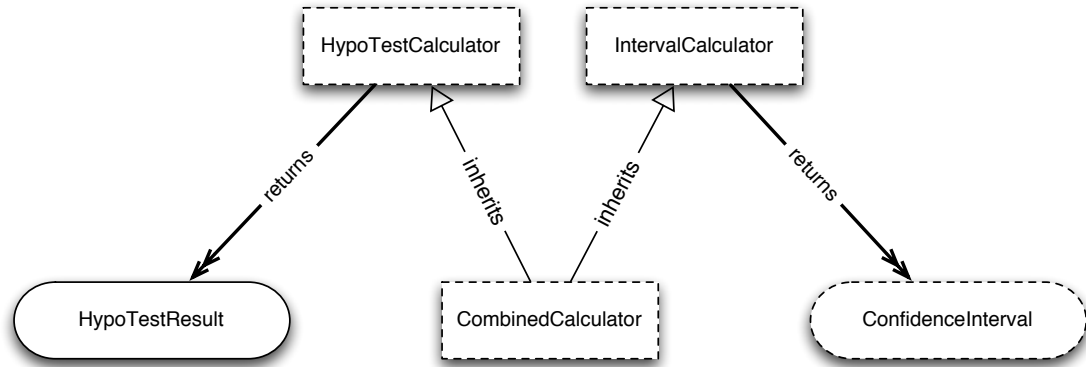 HypoTestCalculator
IntervalCalculator
returns
inherits
inherits
returns
HypoTestResult
CombinedCalculator
ConfidenceInterval